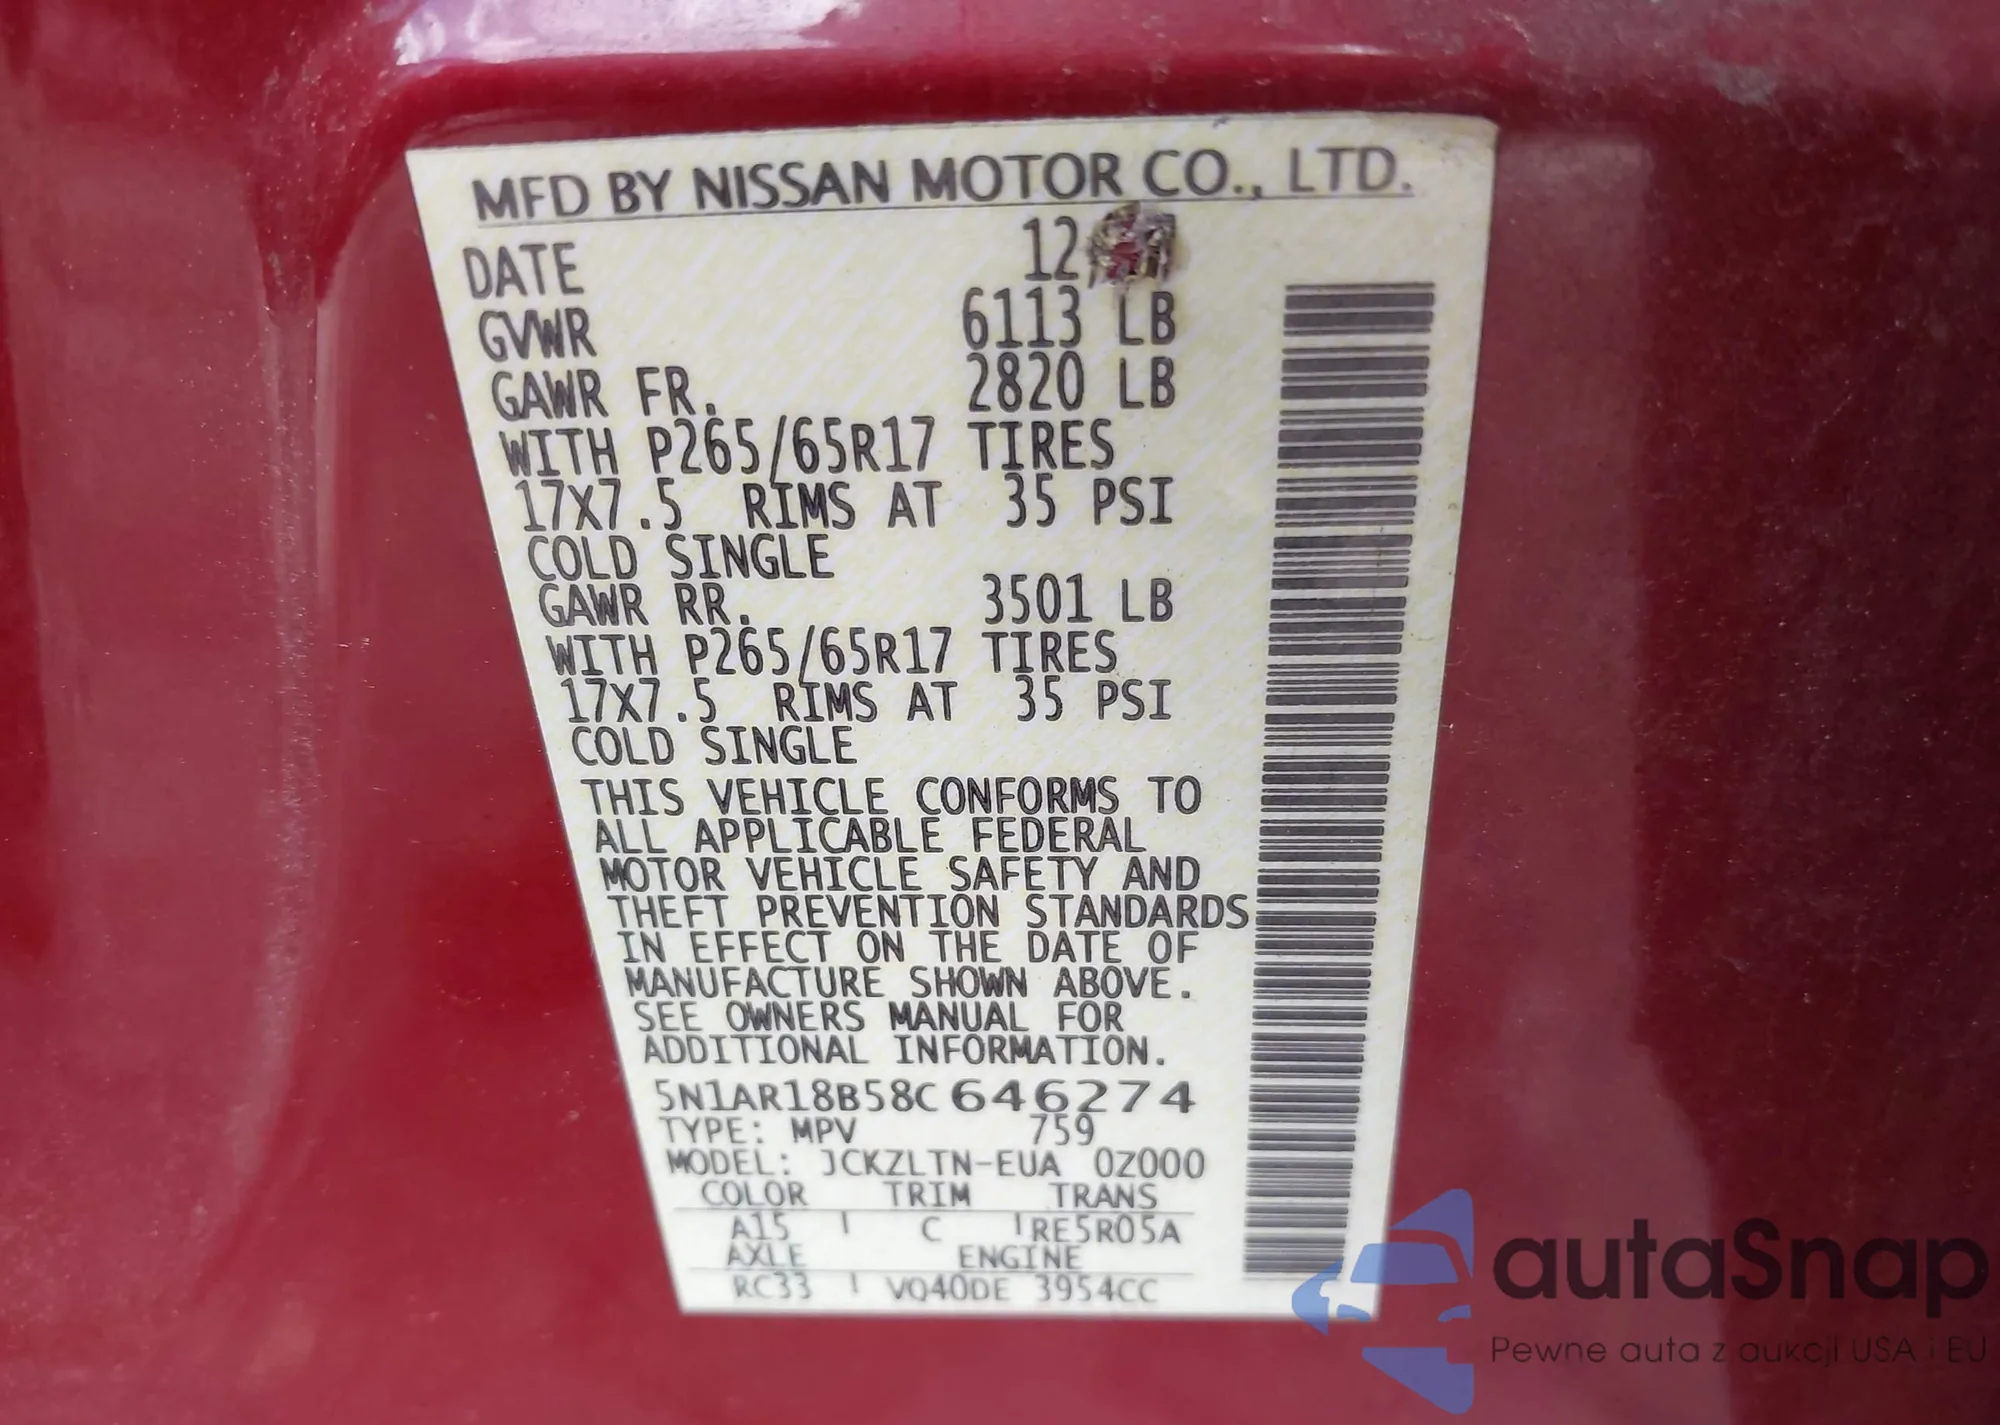 MFD BY NISSAN MOTOR CO., LTD.
DATE 12
GVWR 6113 LB
GAWR FR. 2820 LB
WITH P265/65R17 TIRES
17X7.5 RIMS AT 35 PSI
COLD SINGLE
GAWR RR. 3501 LB
WITH P265/65R17 TIRES
17X7.5 RIMS AT 35 PSI
COLD SINGLE
THIS VEHICLE CONFORMS TO
ALL APPLICABLE FEDERAL
MOTOR VEHICLE SAFETY AND
THEFT PREVENTION STANDARDS
IN EFFECT ON THE DATE OF
MANUFACTURE SHOWN ABOVE.
SEE OWNERS MANUAL FOR
ADDITIONAL INFORMATION.
5N1AR18B58C646274
TYPE: MPV 759
MODEL: JCKZLTN-EUA 0Z000
COLOR TRIM TRANS
A15 C RE5R05A
AXLE ENGINE
RC33 VQ40DE 3954CC
autaSnap
Pewne auta z aukcji USA i EU